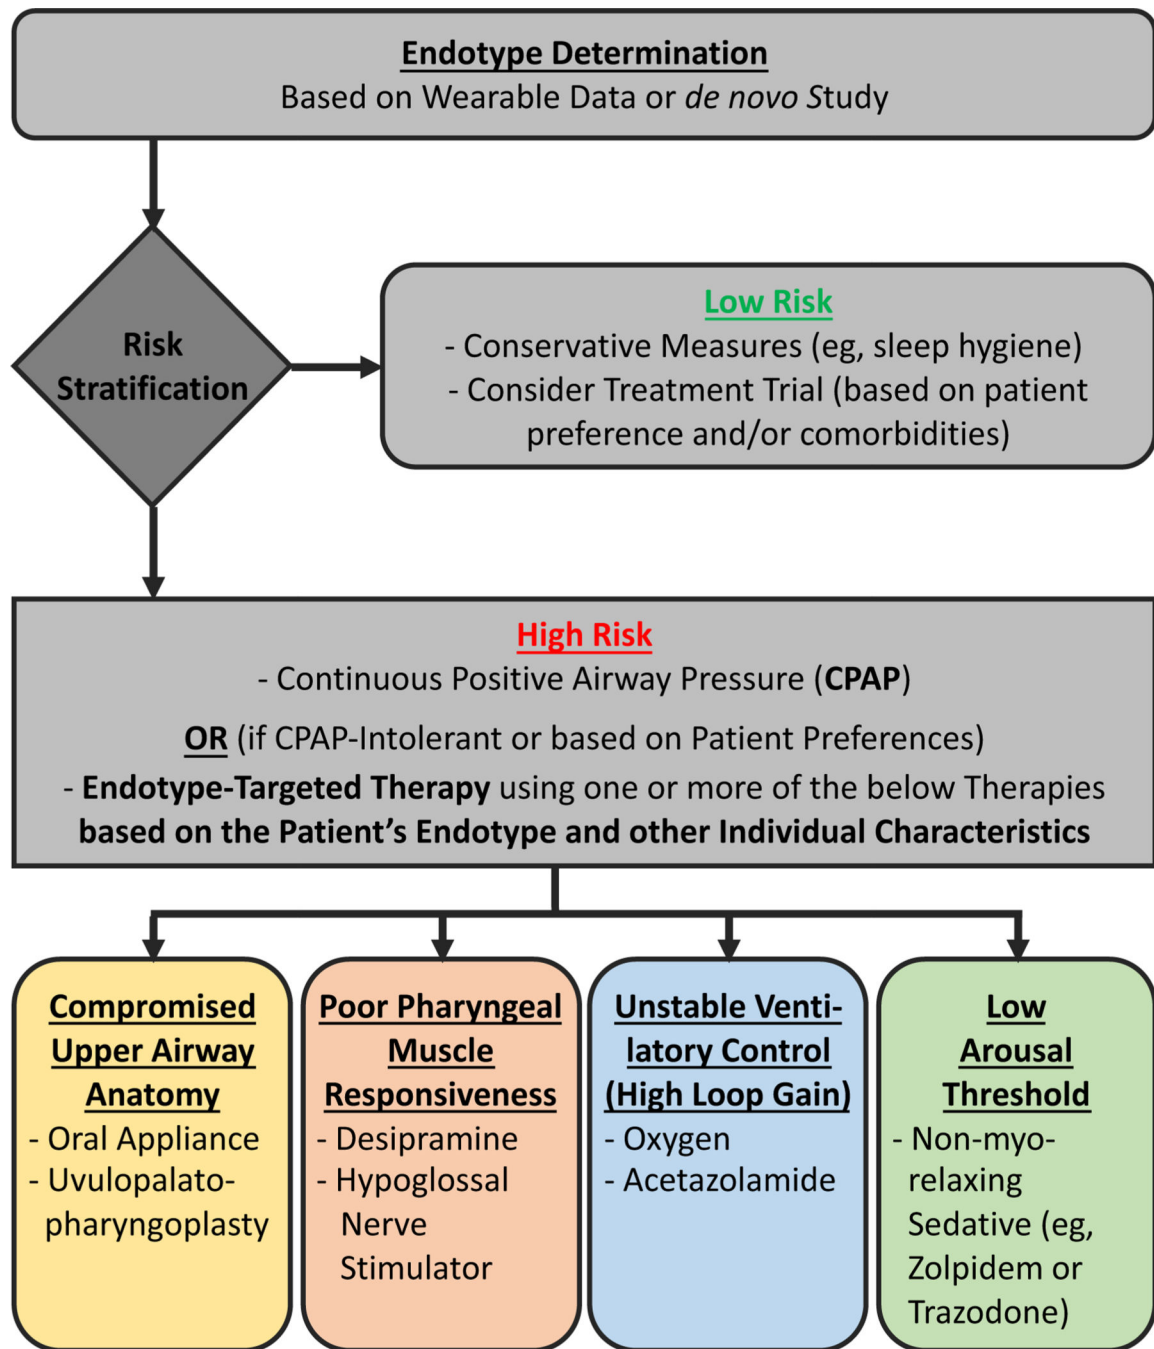 Endotype Determination
Based on Wearable Data or de novo Study
Risk
Stratification
Low Risk
- Conservative Measures (eg, sleep hygiene)
- Consider Treatment Trial (based on patient
preference and/or comorbidities)
High Risk
- Continuous Positive Airway Pressure (CPAP)
OR (if CPAP-Intolerant or based on Patient Preferences)
- Endotype-Targeted Therapy using one or more of the below Therapies
based on the Patient’s Endotype and other Individual Characteristics
Compromised
Upper Airway
Anatomy
- Oral Appliance
- Uvulopalato-
pharyngoplasty
Poor Pharyngeal
Muscle
Responsiveness
- Desipramine
- Hypoglossal
Nerve
Stimulator
Unstable Venti-
latory Control
(High Loop Gain)
- Oxygen
- Acetazolamide
Low
Arousal
Threshold
- Non-myo-
relaxing
Sedative (eg,
Zolpidem or
Trazodone)